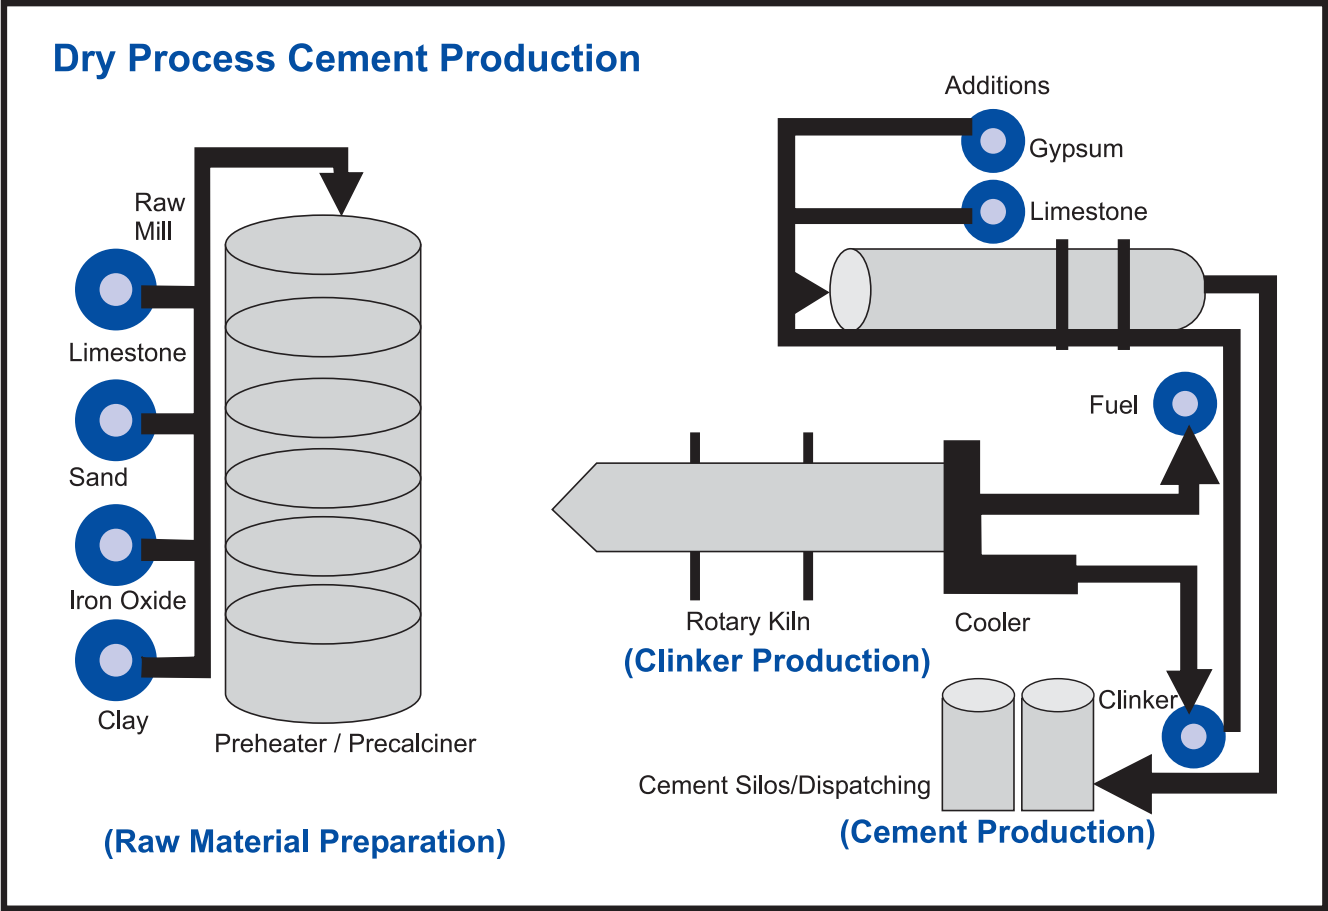 Dry Process Cement Production
Raw
Mill
Limestone
Sand
Iron Oxide
Clay
Preheater / Precalciner
(Raw Material Preparation)
Additions
Gypsum
Limestone
Fuel
Rotary Kiln
Cooler
(Clinker Production)
Clinker
Cement Silos/Dispatching
(Cement Production)